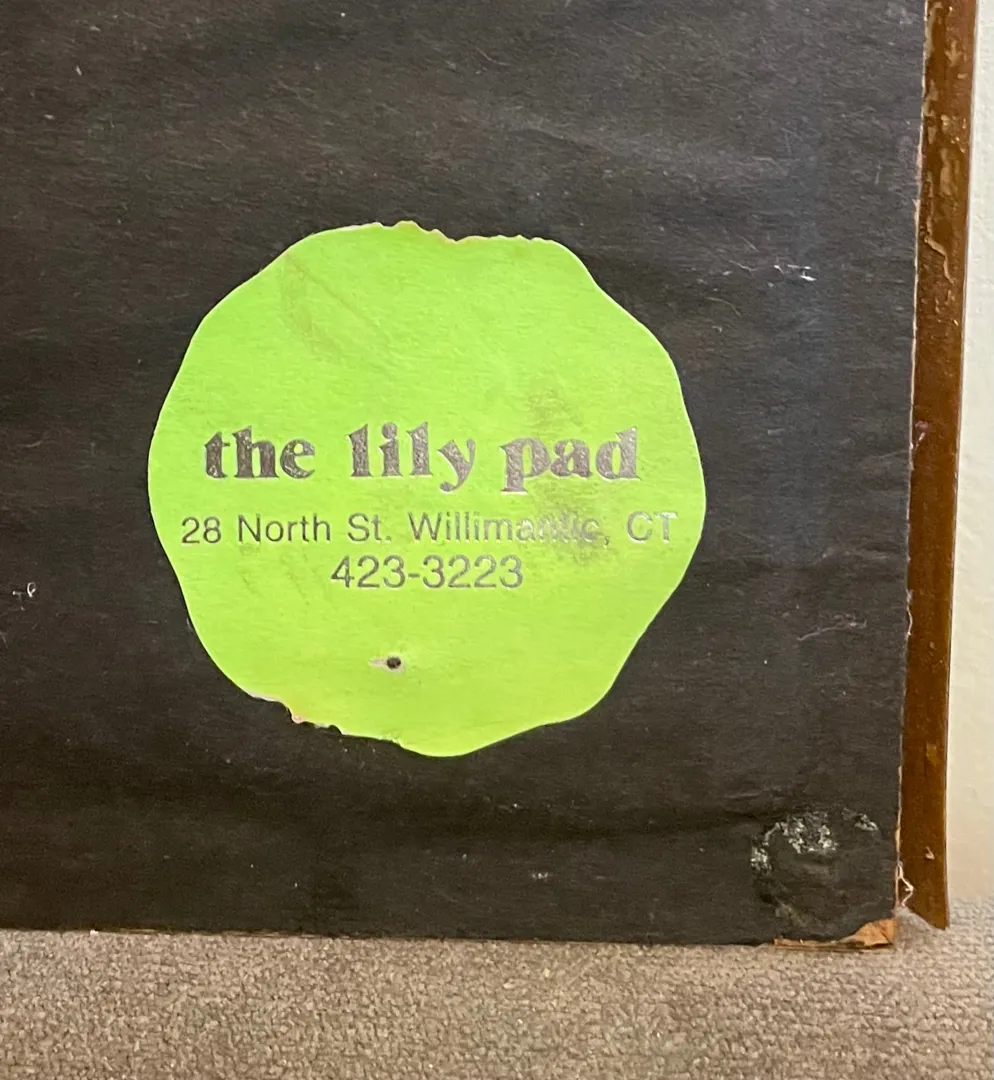 the lily pad
28 North St. Willimantic, CT
423-3223